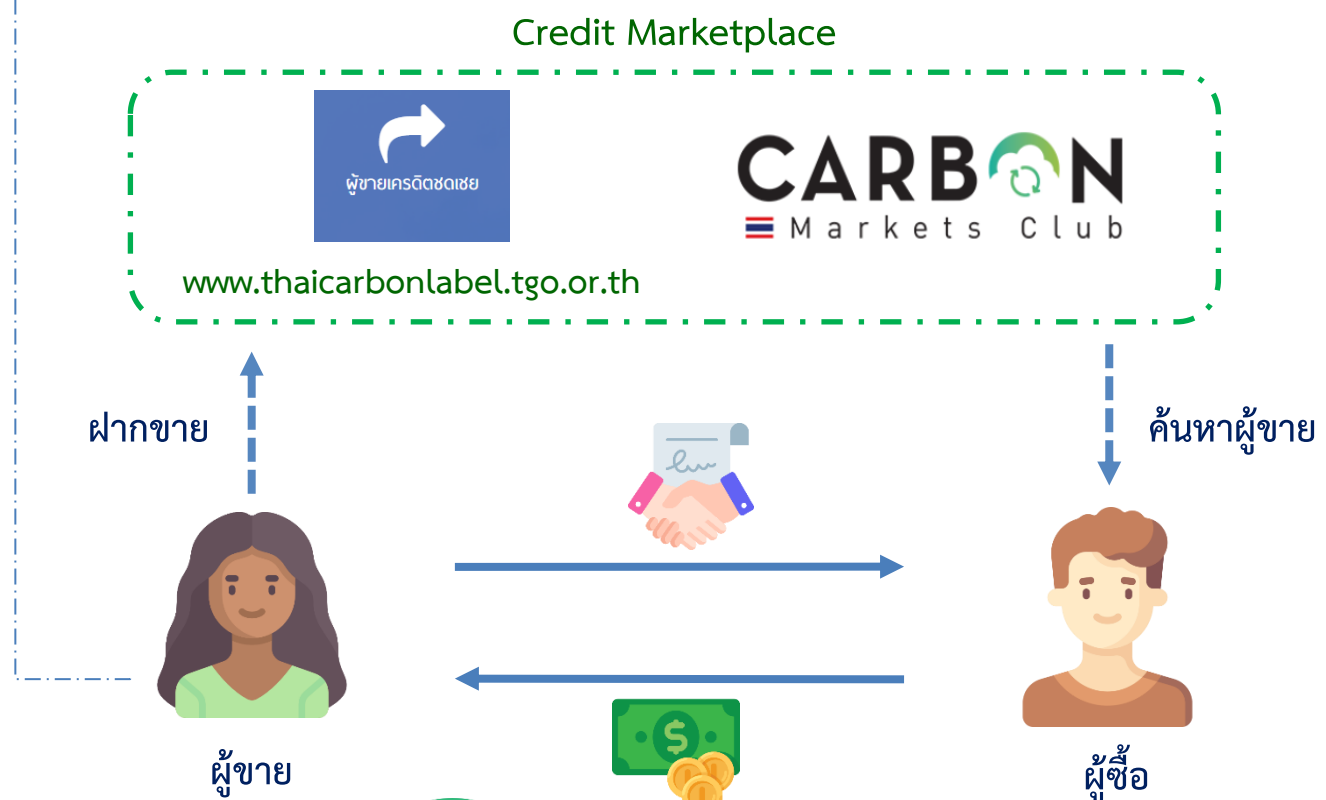 Credit Marketplace
ผู้ขายเครดิตชดเชย
CARBON
Markets Club
www.thaicarbonlabel.tgo.or.th
ฝากขาย
ค้นหาผู้ขาย
ผู้ขาย
ผู้ซื้อ